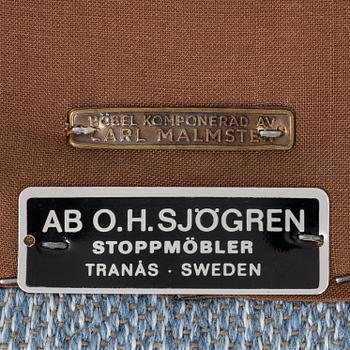 MÖBEL KOMPONERAD AV
CARL MALMSTEN
AB O.H.SJÖGREN
STOPPMÖBLER
TRANÅS · SWEDEN